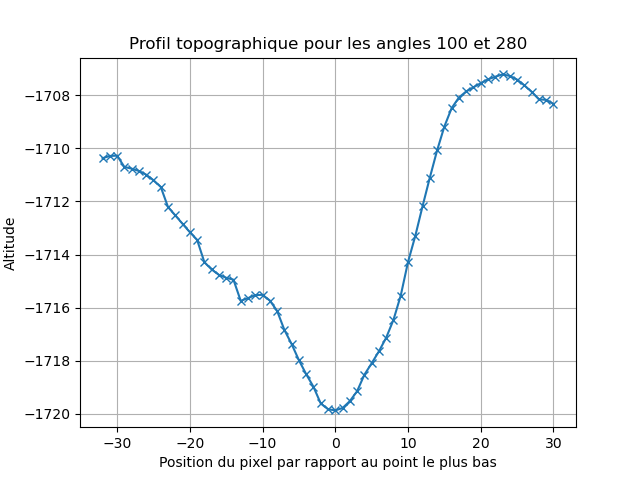 Profil topographique pour les angles 100 et 280
Altitude
−1708
−1710
−1712
−1714
−1716
−1718
−1720
−30 −20 −10 0 10 20 30
Position du pixel par rapport au point le plus bas